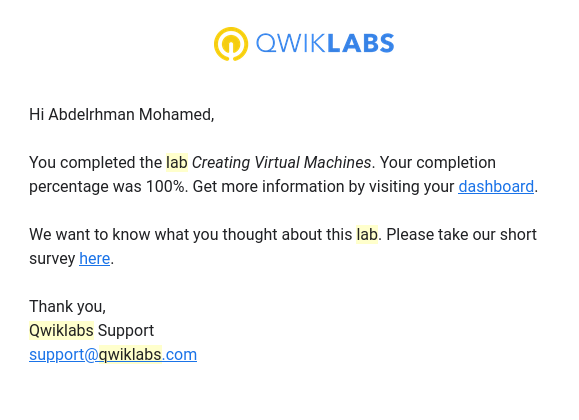 QWIKLABS
Hi Abdelrhman Mohamed,
You completed the lab Creating Virtual Machines. Your completion
percentage was 100%. Get more information by visiting your dashboard.
We want to know what you thought about this lab. Please take our short
survey here.
Thank you,
Qwiklabs Support
support@qwiklabs.com